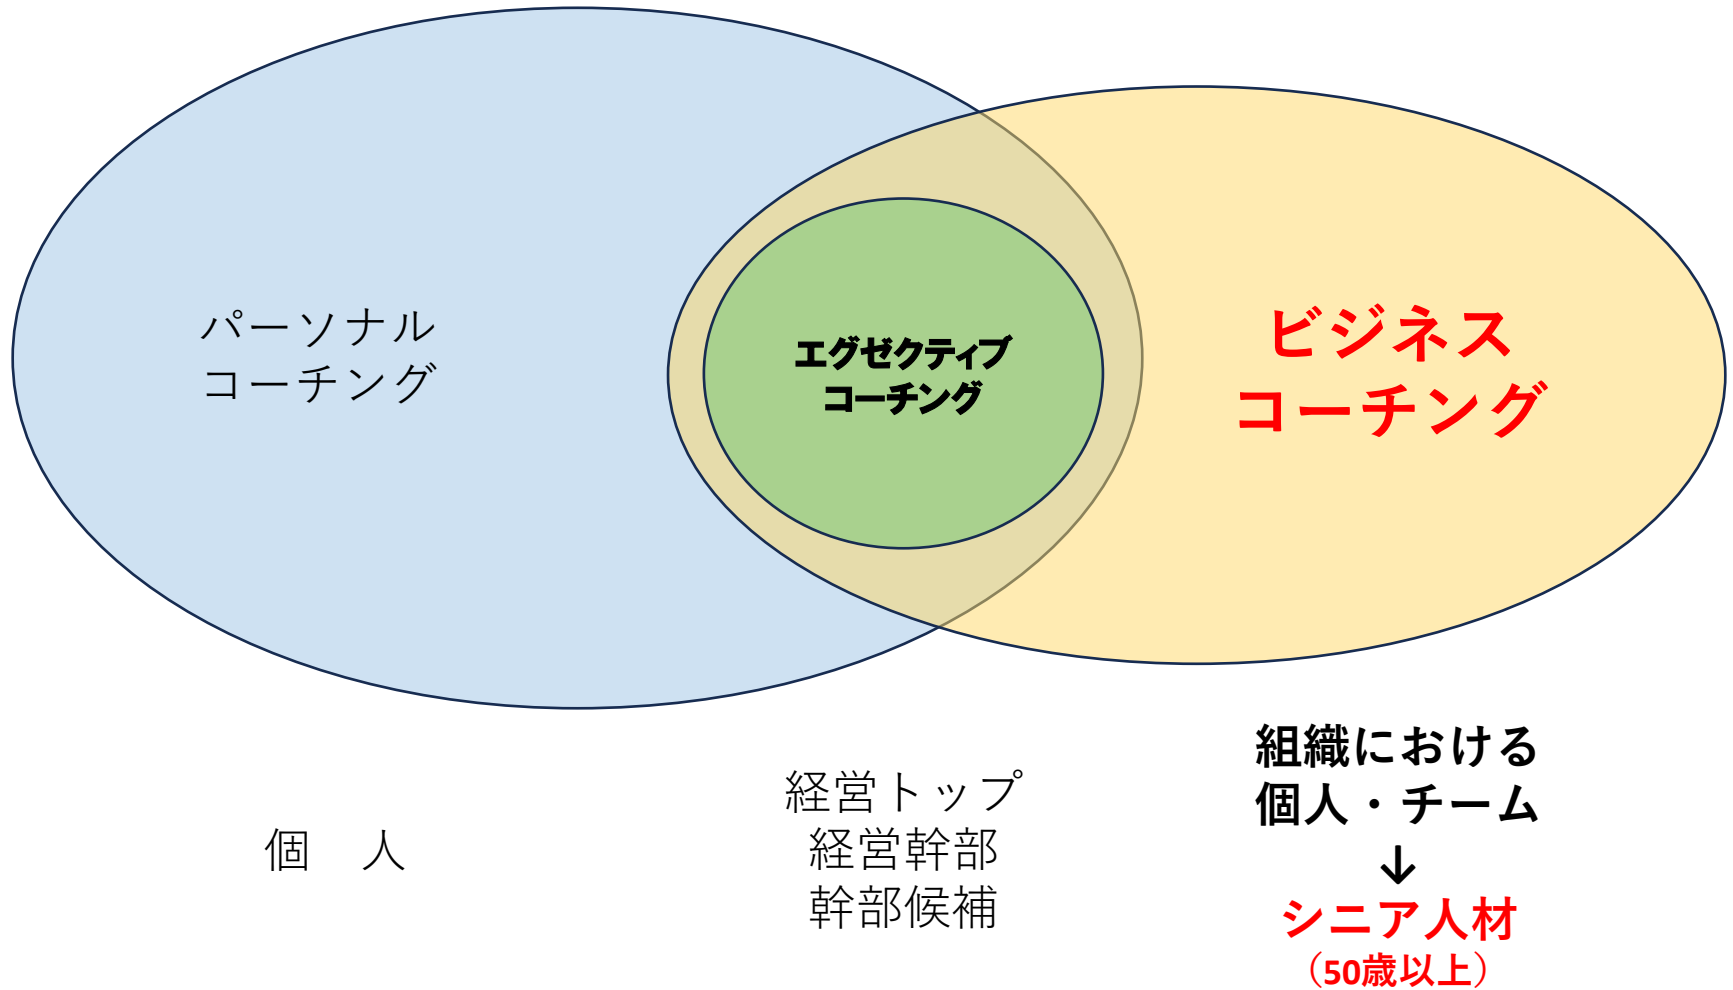 パーソナル
コーチング
エグゼクティブ
コーチング
ビジネス
コーチング
個　人
経営トップ
経営幹部
幹部候補
組織における
個人・チーム
↓
シニア人材
（50歳以上）